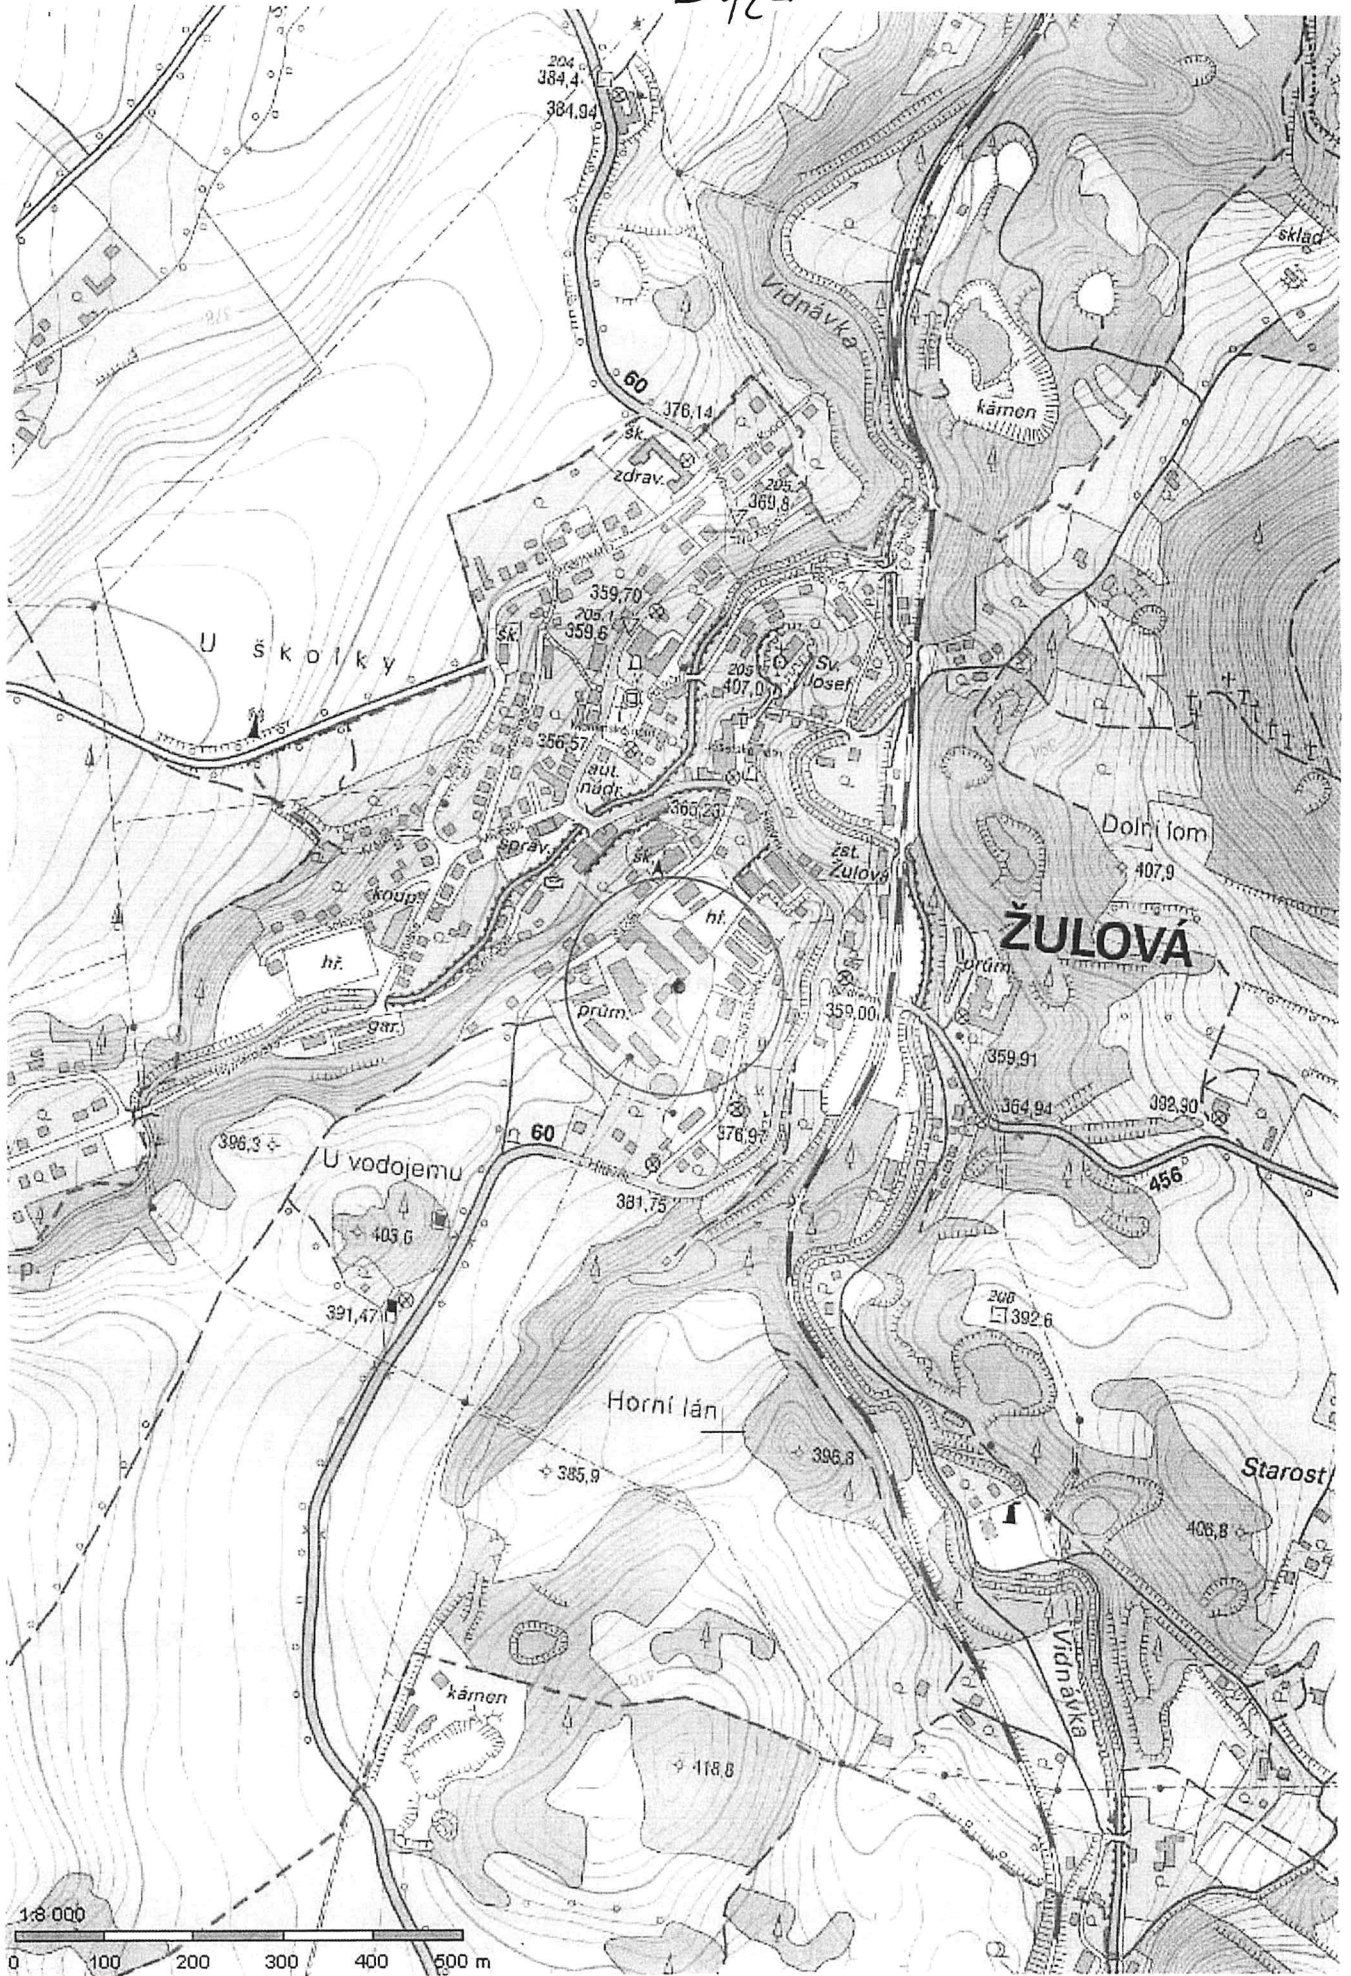 204
384,4
384,94
sklad
Vidnávka
60
376,14
kámen
šk.
zdrav.
205.2
369,8
359,70
205.1
359,6
U školky
šk.
Sv.
Josef
205
407,0
356,57
aut.
nádr.
365,23
Dolní lom
407,9
správ.
šk.
žst.
Žulová
koup.
hř.
ŽULOVÁ
hř.
prům.
prům.
359,00
gar.
359,91
364,94
392,90
396,3
60
376,97
U vodojemu
456
381,75
403,6
p.
391,47
206
392,6
Horní lán
396,8
385,9
Starost
406,8
Vidnávka
kámen
418,8
1:8 000
0 100 200 300 400 500 m